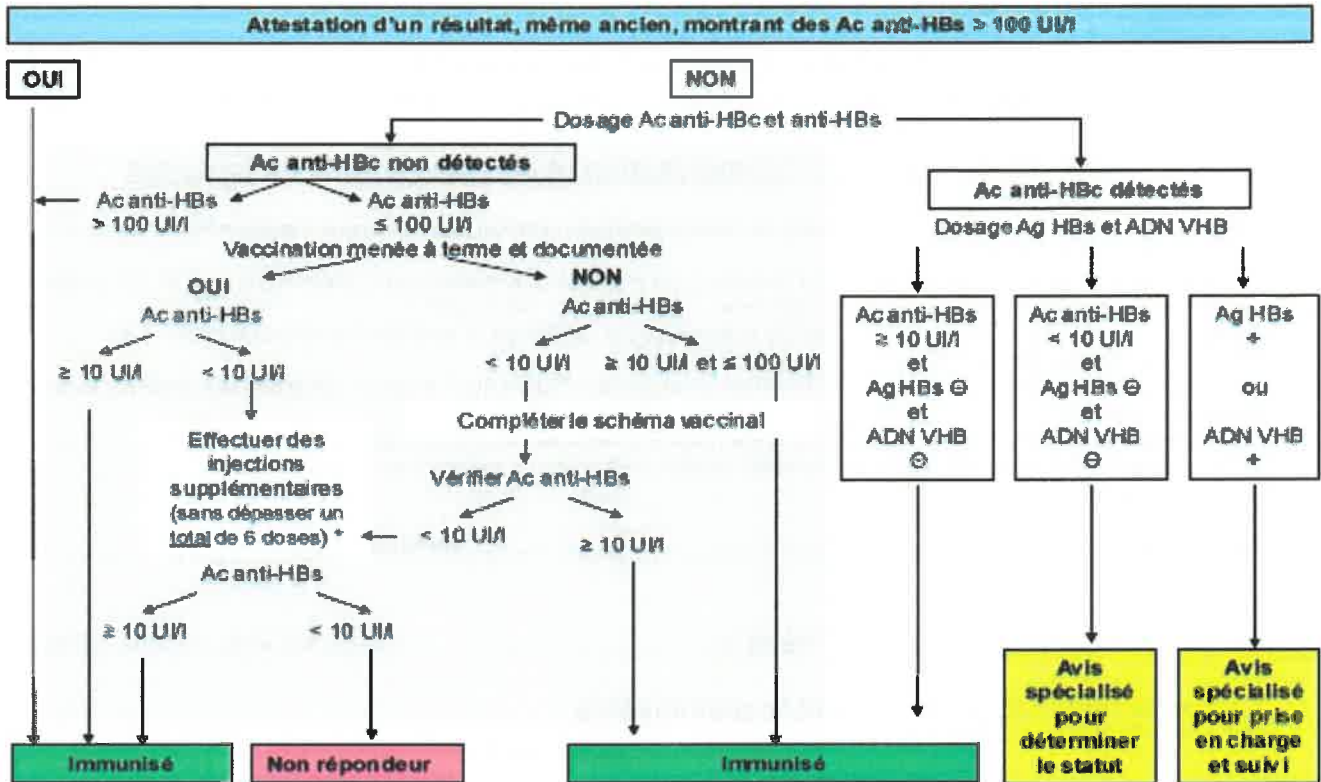 Attestation d'un résultat, même ancien, montrant des Ac anti-HBs > 100 UI/l
OUI
NON
Dosage Ac anti-HBc et anti-HBs
Ac anti-HBc non détectés
Ac anti-HBs
> 100 UI/l
Ac anti-HBs
≤ 100 UI/l
Vaccination menée à terme et documentée
OUI
Ac anti-HBs
≥ 10 UI/l
< 10 UI/l
Effectuer des
injections
supplémentaires
(sans dépasser un
total de 6 doses) *
Ac anti-HBs
≥ 10 UI/l
< 10 UI/l
NON
Ac anti-HBs
< 10 UI/l
≥ 10 UI/l et ≤ 100 UI/l
Compléter le schéma vaccinal
Vérifier Ac anti-HBs
< 10 UI/l
≥ 10 UI/l
Ac anti-HBc détectés
Dosage Ag HBs et ADN VHB
Ac anti-HBs
≥ 10 UI/l
et
Ag HBs ⊖
et
ADN VHB
⊖
Ac anti-HBs
< 10 UI/l
et
Ag HBs ⊖
et
ADN VHB
⊖
Ag HBs
+
ou
ADN VHB
+
Immunisé
Non répondeur
Immunisé
Avis
spécialisé
pour
déterminer
le statut
Avis
spécialisé
pour prise
en charge
et suivi